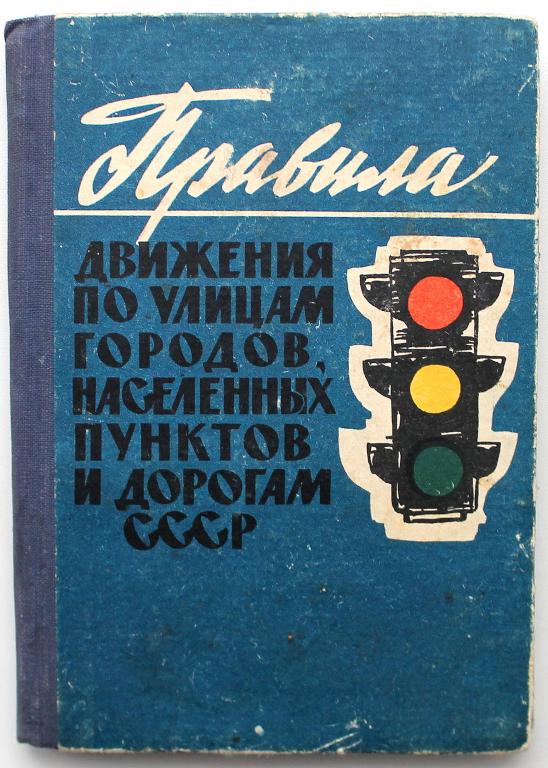 Правила
ДВИЖЕНИЯ
ПО УЛИЦАМ
ГОРОДОВ,
НАСЕЛЕННЫХ
ПУНКТОВ
И ДОРОГАМ
СССР